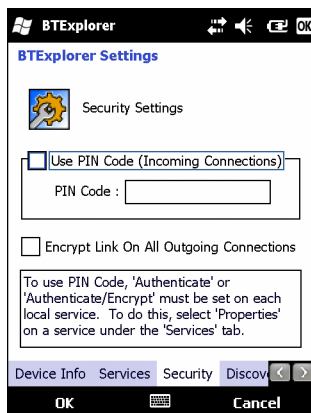 BTExplorer OK
BTExplorer Settings
Security Settings
Use PIN Code (Incoming Connections)
PIN Code :
Encrypt Link On All Outgoing Connections
To use PIN Code, 'Authenticate' or
'Authenticate/Encrypt' must be set on each
local service. To do this, select 'Properties'
on a service under the 'Services' tab.
Device Info Services Security Discov
OK Cancel